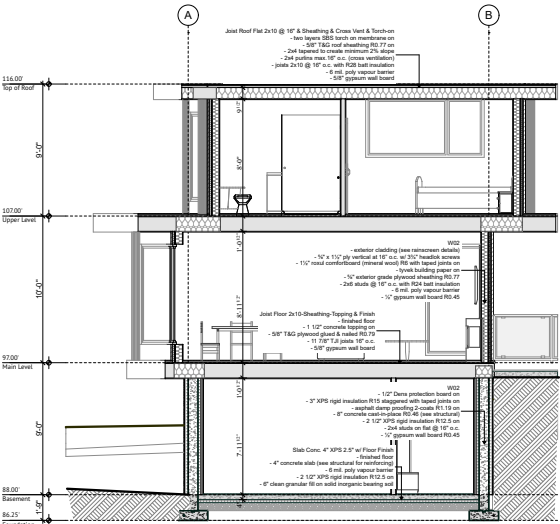 A
B
Joist Roof Flat 2x10 @ 16" & Sheathing & Cross Vent & Torch-on
- two layers SBS torch on membrane on
- 5/8" T&G roof sheathing R0.77 on
- 2x4 tapered to create minimum 2% slope
- 2x4 purlins max. 16" o.c. (cross ventilation)
- joists 2x10 @ 16" o.c. with R28 batt insulation
- 6 mil. poly vapour barrier
- 5/8" gypsum wall board
116.00'
Top of Roof
9'-0"
8'-0"
107.00'
Upper Level
W02
- exterior cladding (see rainscreen details)
- ¾" x 1½" ply vertical at 16" o.c. w/ 3¾" headlok screws
- 1½" roxul comfortboard (mineral wool) R6 with taped joints on
- tyvek building paper on
- ⅝" exterior grade plywood sheathing R0.77
- 2x6 studs @ 16" o.c. with R24 batt insulation
- 6 mil. poly vapour barrier
- ½" gypsum wall board R0.45
10'-0"
Joist Floor 2x10-Sheathing-Topping & Finish
- finished floor
- 1 1/2" concrete topping on
- 5/8" T&G plywood glued & nailed R0.79
- 11 7/8" TJI joists 16" o.c.
- 5/8" gypsum wall board
97.00'
Main Level
W02
- 1/2" Dens protection board on
- 3" XPS rigid insulation R15 staggered with taped joints on
- asphalt damp proofing 2-coats R1.19 on
- 8" concrete cast-in-place R0.46 (see structural)
- 2 1/2" XPS rigid insulation R12.5 on
- 2x4 studs on flat @ 16" o.c.
- ½" gypsum wall board R0.45
9'-0"
Slab Conc. 4" XPS 2.5" w/ Floor Finish
- finished floor
- 4" concrete slab (see structural for reinforcing)
- 6 mil. poly vapour barrier
- 2 1/2" XPS rigid insulation R12.5 on
- 6" clean granular fill on solid inorganic bearing soil
88.00'
Basement
1'-9"
4"
86.25'